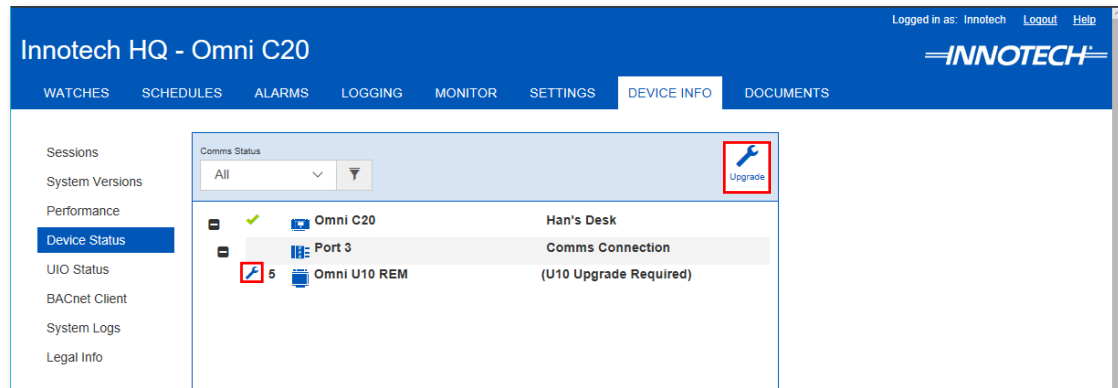 Logged in as: Innotech Logout Help
Innotech HQ - Omni C20
INNOTECH
WATCHES SCHEDULES ALARMS LOGGING MONITOR SETTINGS DEVICE INFO DOCUMENTS
Sessions
System Versions
Performance
Device Status
UIO Status
BACnet Client
System Logs
Legal Info
Comms Status
All
Upgrade
Omni C20 Han's Desk
Port 3 Comms Connection
5 Omni U10 REM (U10 Upgrade Required)